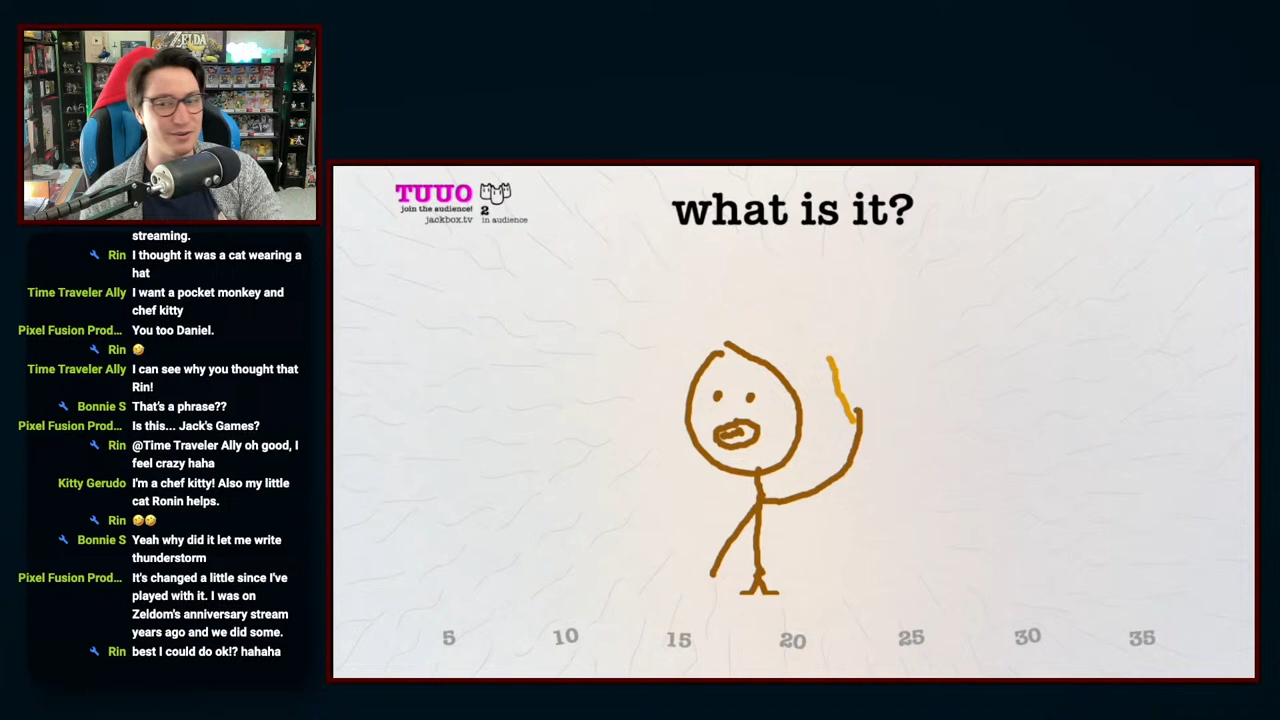 ZELDA
streaming.
Rin I thought it was a cat wearing a
hat
Time Traveler Ally I want a pocket monkey and
chef kitty
Pixel Fusion Prod... You too Daniel.
Rin 🤣
Time Traveler Ally I can see why you thought that
Rin!
Bonnie S That's a phrase??
Pixel Fusion Prod... Is this... Jack's Games?
Rin @Time Traveler Ally oh good, I
feel crazy haha
Kitty Gerudo I'm a chef kitty! Also my little
cat Ronin helps.
Rin 🤣🤣
Bonnie S Yeah why did it let me write
thunderstorm
Pixel Fusion Prod... It's changed a little since I've
played with it. I was on
Zeldom's anniversary stream
years ago and we did some.
Rin best I could do ok!? hahaha
TUUO
join the audience!
jackbox.tv
2
in audience
what is it?
5 10 15 20 25 30 35